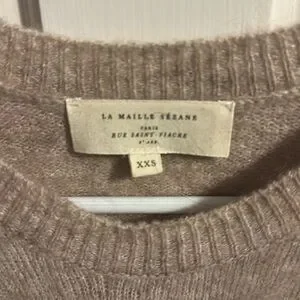 LA MAILLE SÉZANE
PARIS
RUE SAINT-FIACRE
2e ARR.
XXS